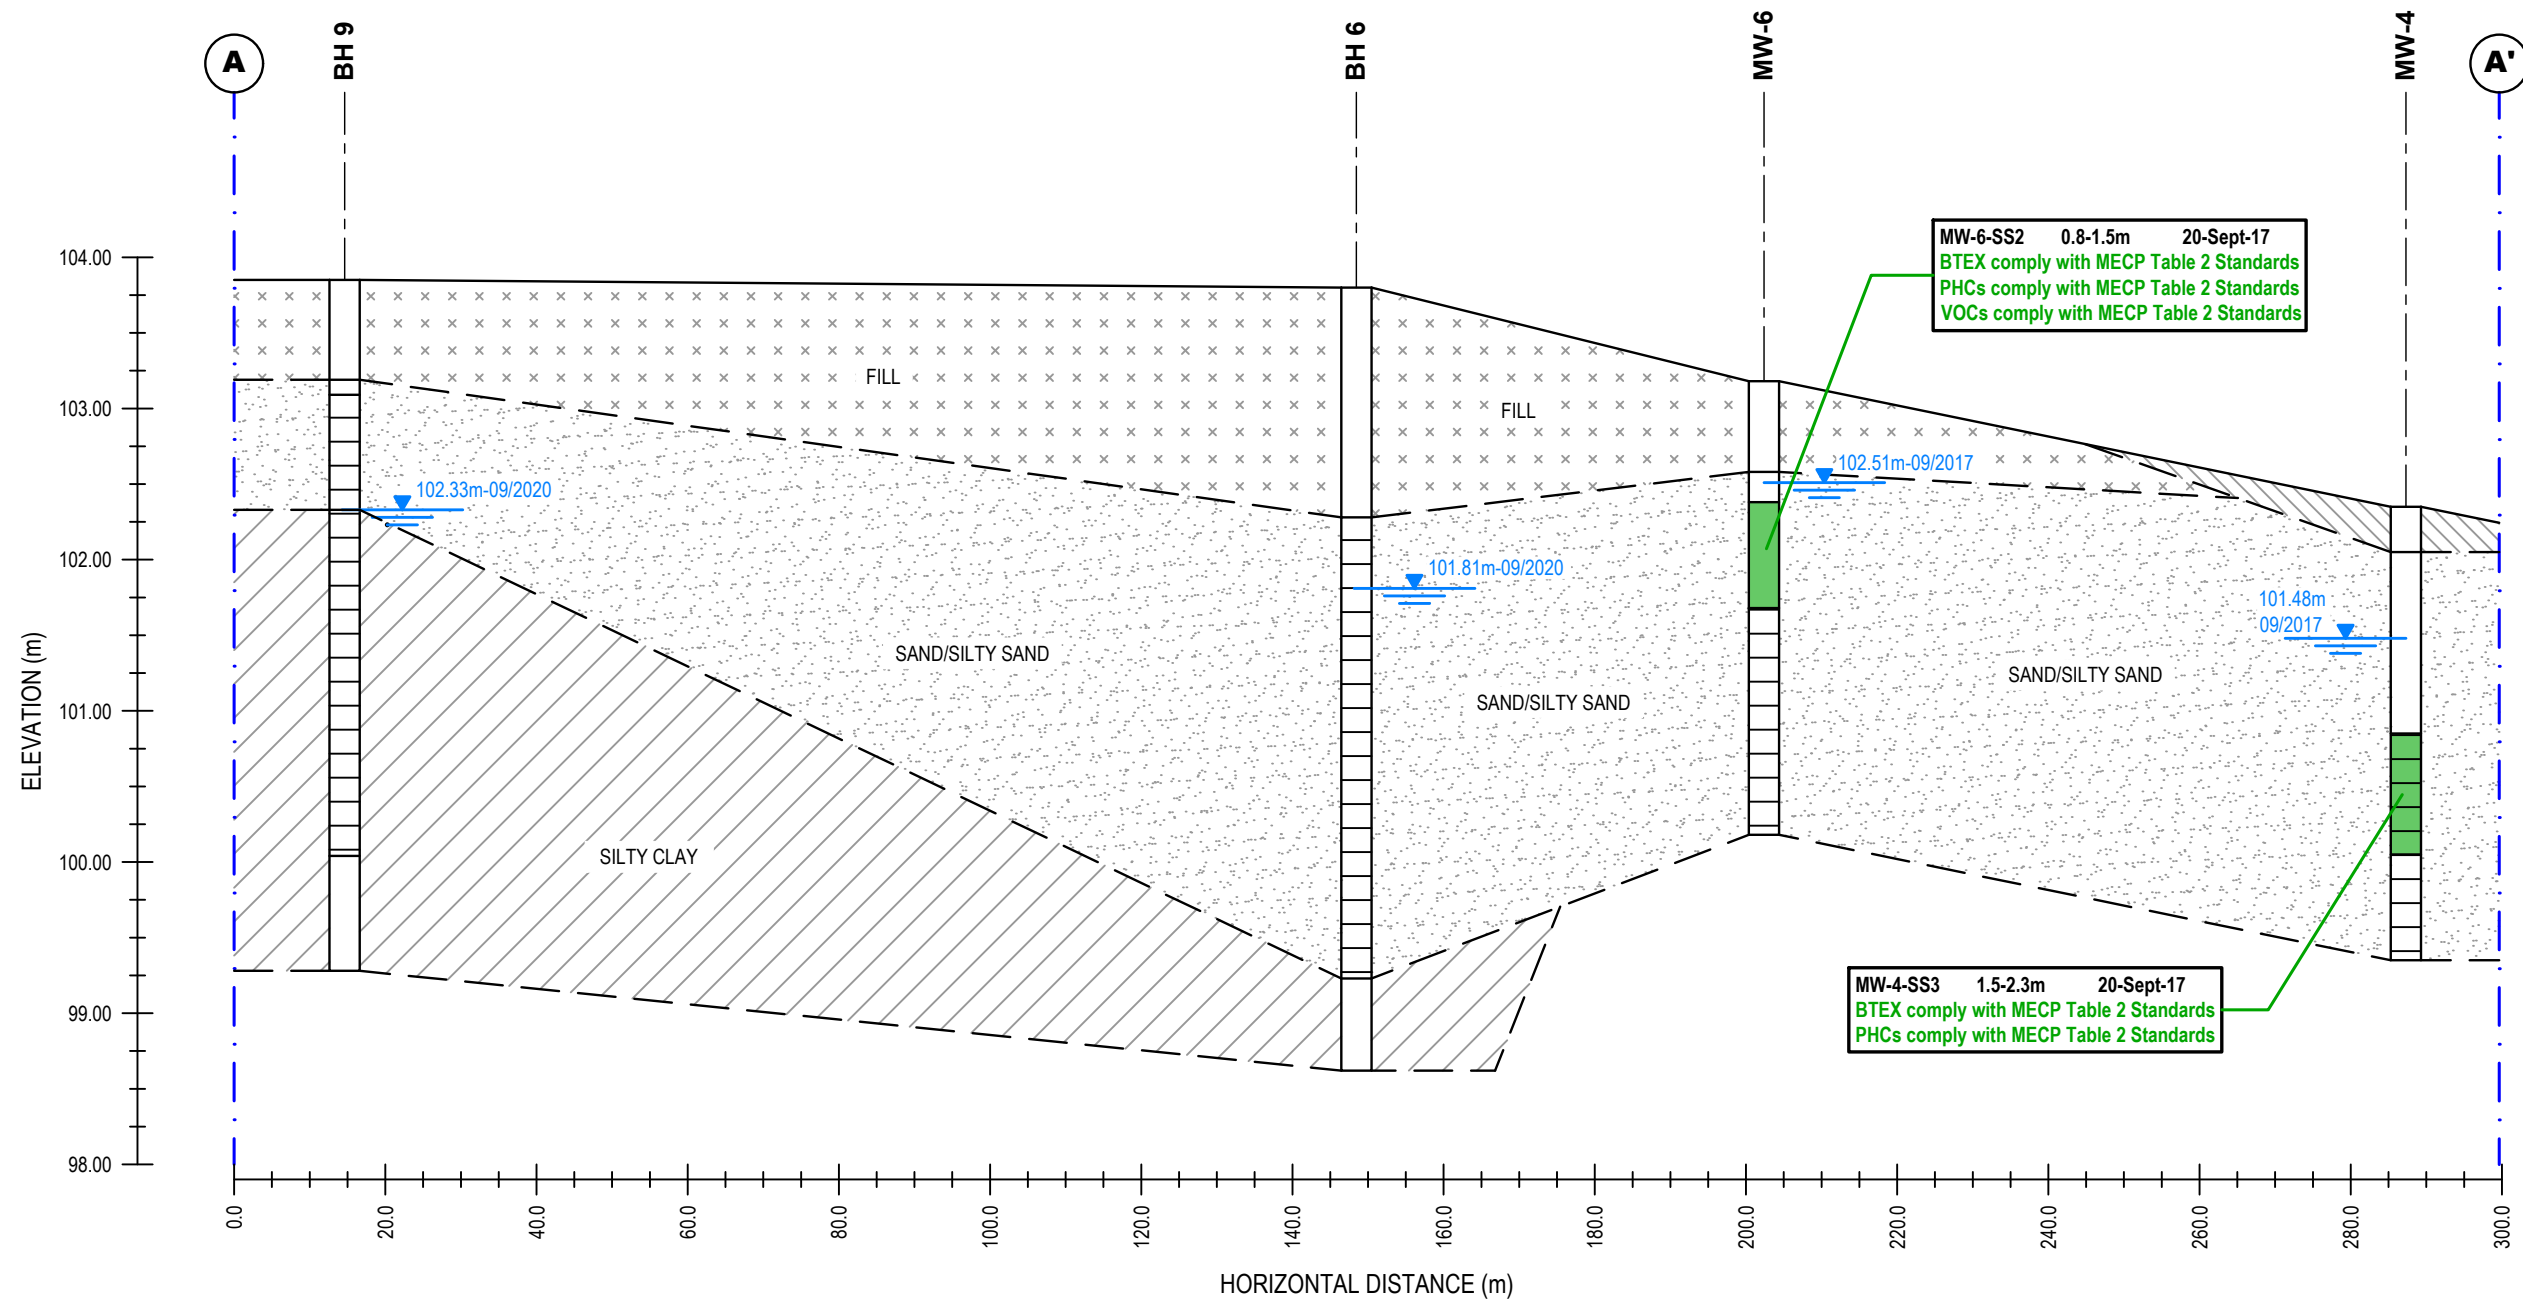 A
BH 9
BH 6
MW-6
MW-4
A'
MW-6-SS2 0.8-1.5m 20-Sept-17
BTEX comply with MECP Table 2 Standards
PHCs comply with MECP Table 2 Standards
VOCs comply with MECP Table 2 Standards
104.00
103.00
102.00
101.00
100.00
99.00
98.00
ELEVATION (m)
FILL
FILL
102.33m-09/2020
102.51m-09/2017
101.81m-09/2020
101.48m
09/2017
SAND/SILTY SAND
SAND/SILTY SAND
SAND/SILTY SAND
SILTY CLAY
MW-4-SS3 1.5-2.3m 20-Sept-17
BTEX comply with MECP Table 2 Standards
PHCs comply with MECP Table 2 Standards
0.0
20.0
40.0
60.0
80.0
100.0
120.0
140.0
160.0
180.0
200.0
220.0
240.0
260.0
280.0
300.0
HORIZONTAL DISTANCE (m)